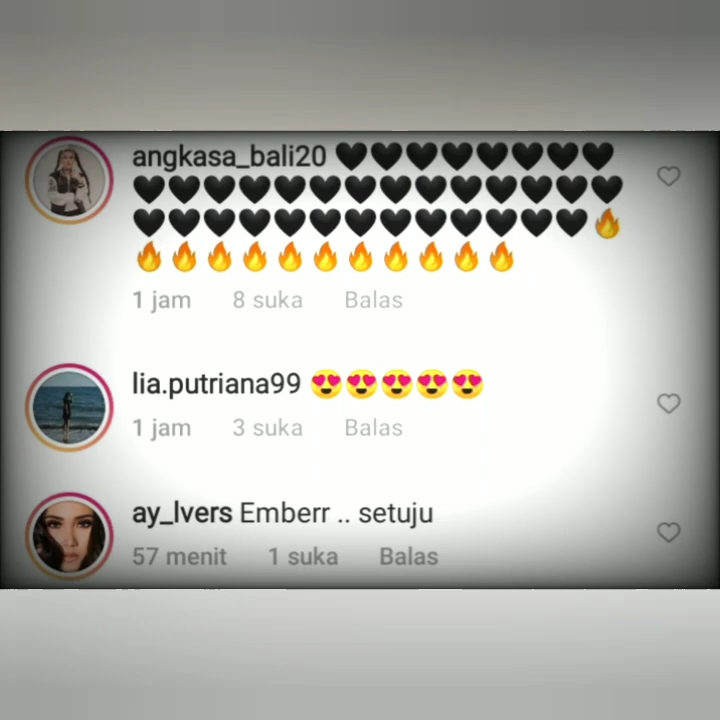 angkasa_bali20 🖤🖤🖤🖤🖤🖤🖤🖤
🖤🖤🖤🖤🖤🖤🖤🖤🖤🖤🖤🖤🖤🖤
🖤🖤🖤🖤🖤🖤🖤🖤🖤🖤🖤🖤🖤🔥
🔥🔥🔥🔥🔥🔥🔥🔥🔥🔥🔥
1 jam 8 suka Balas
lia.putriana99 😍😍😍😍😍
1 jam 3 suka Balas
ay_lvers Emberr .. setuju
57 menit 1 suka Balas